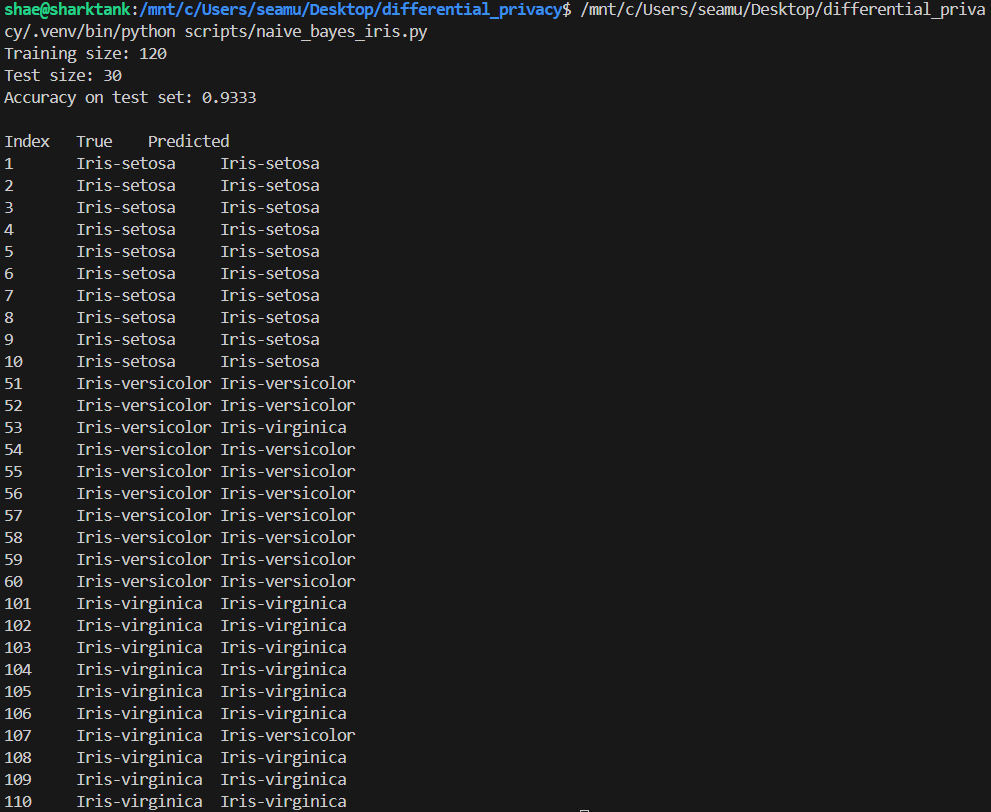 shae@sharktank:/mnt/c/Users/seamu/Desktop/differential_privacy$ /mnt/c/Users/seamu/Desktop/differential_priva
cy/.venv/bin/python scripts/naive_bayes_iris.py
Training size: 120
Test size: 30
Accuracy on test set: 0.9333

Index   True    Predicted
1       Iris-setosa     Iris-setosa
2       Iris-setosa     Iris-setosa
3       Iris-setosa     Iris-setosa
4       Iris-setosa     Iris-setosa
5       Iris-setosa     Iris-setosa
6       Iris-setosa     Iris-setosa
7       Iris-setosa     Iris-setosa
8       Iris-setosa     Iris-setosa
9       Iris-setosa     Iris-setosa
10      Iris-setosa     Iris-setosa
51      Iris-versicolor Iris-versicolor
52      Iris-versicolor Iris-versicolor
53      Iris-versicolor Iris-virginica
54      Iris-versicolor Iris-versicolor
55      Iris-versicolor Iris-versicolor
56      Iris-versicolor Iris-versicolor
57      Iris-versicolor Iris-versicolor
58      Iris-versicolor Iris-versicolor
59      Iris-versicolor Iris-versicolor
60      Iris-versicolor Iris-versicolor
101     Iris-virginica  Iris-virginica
102     Iris-virginica  Iris-virginica
103     Iris-virginica  Iris-virginica
104     Iris-virginica  Iris-virginica
105     Iris-virginica  Iris-virginica
106     Iris-virginica  Iris-virginica
107     Iris-virginica  Iris-versicolor
108     Iris-virginica  Iris-virginica
109     Iris-virginica  Iris-virginica
110     Iris-virginica  Iris-virginica